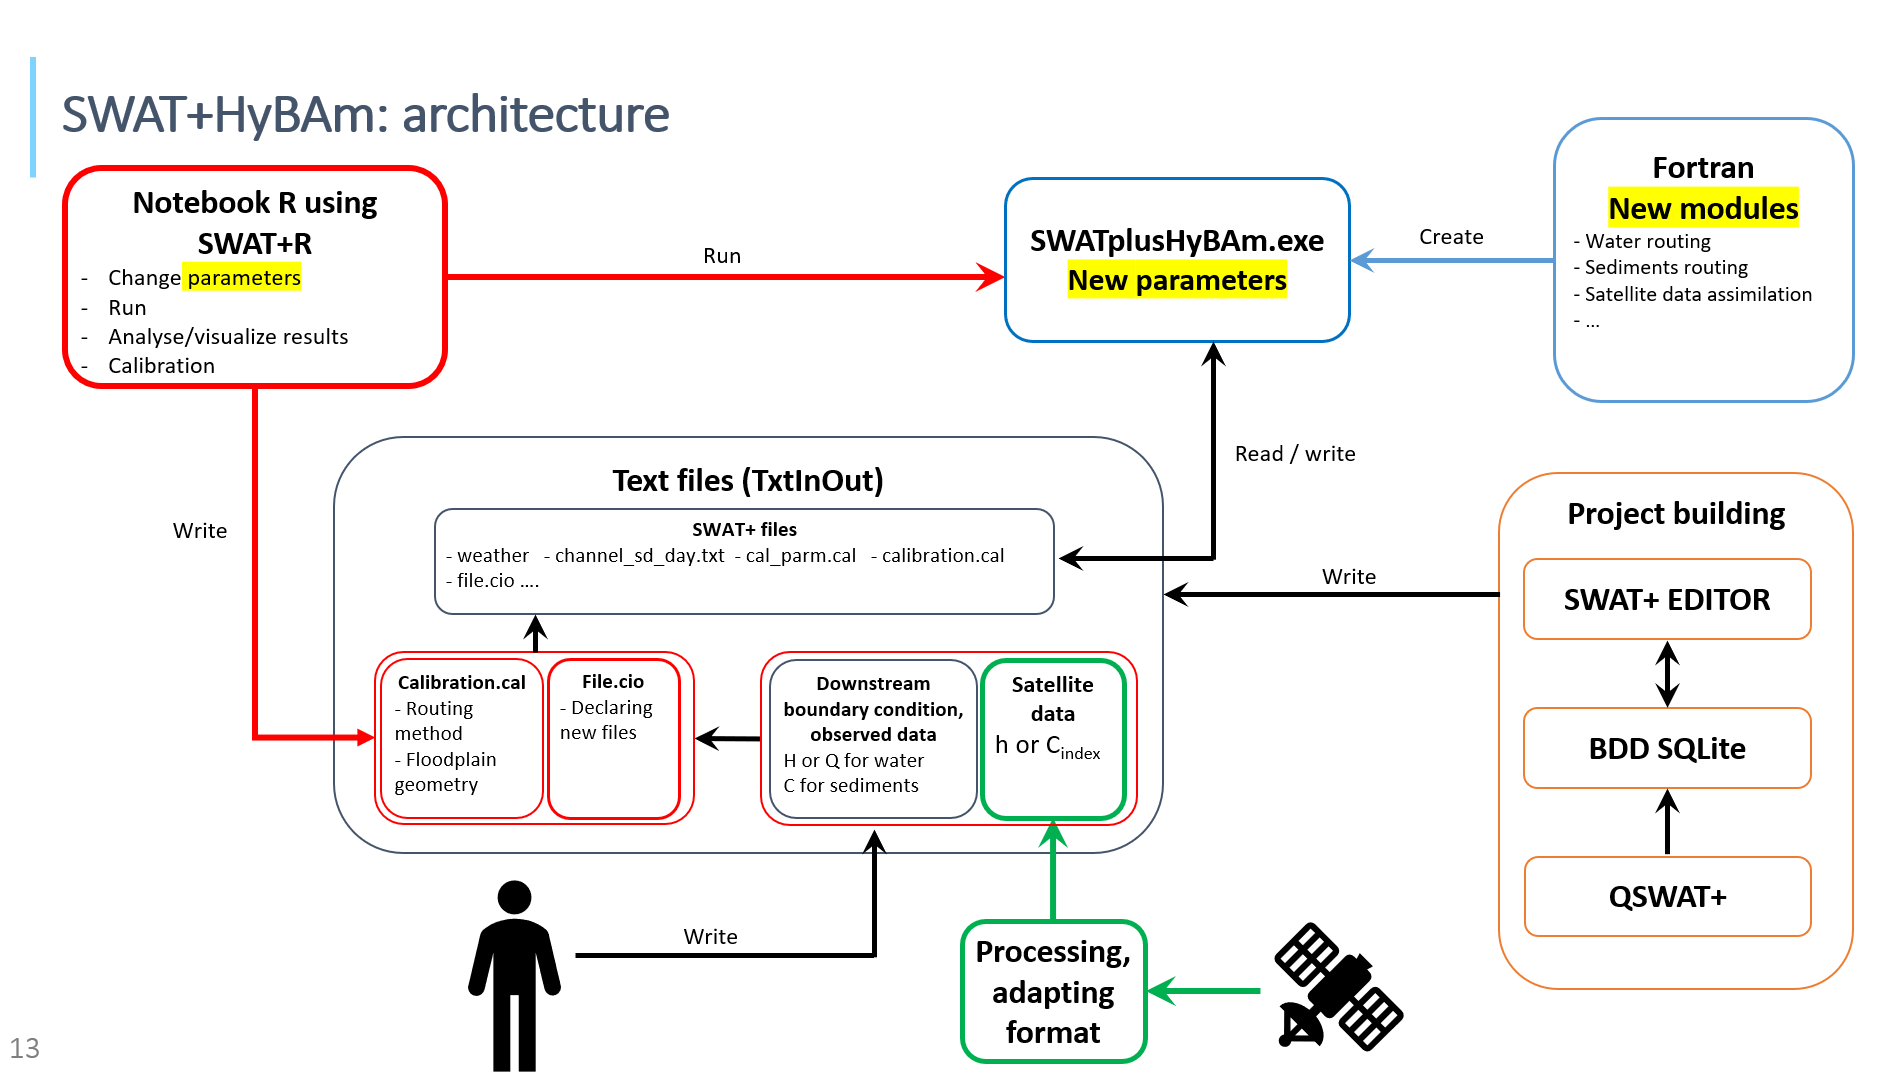 SWAT+HyBAm: architecture
Notebook R using
SWAT+R
- Change parameters
- Run
- Analyse/visualize results
- Calibration
Run
SWATplusHyBAm.exe
New parameters
Create
Fortran
New modules
- Water routing
- Sediments routing
- Satellite data assimilation
- ...
Write
Read / write
Text files (TxtInOut)
SWAT+ files
- weather - channel_sd_day.txt - cal_parm.cal - calibration.cal
- file.cio ....
Calibration.cal
- Routing
method
- Floodplain
geometry
File.cio
- Declaring
new files
Downstream
boundary condition,
observed data
H or Q for water
C for sediments
Satellite
data
h or Cindex
Write
Project building
SWAT+ EDITOR
BDD SQLite
QSWAT+
Write
Processing,
adapting
format
13